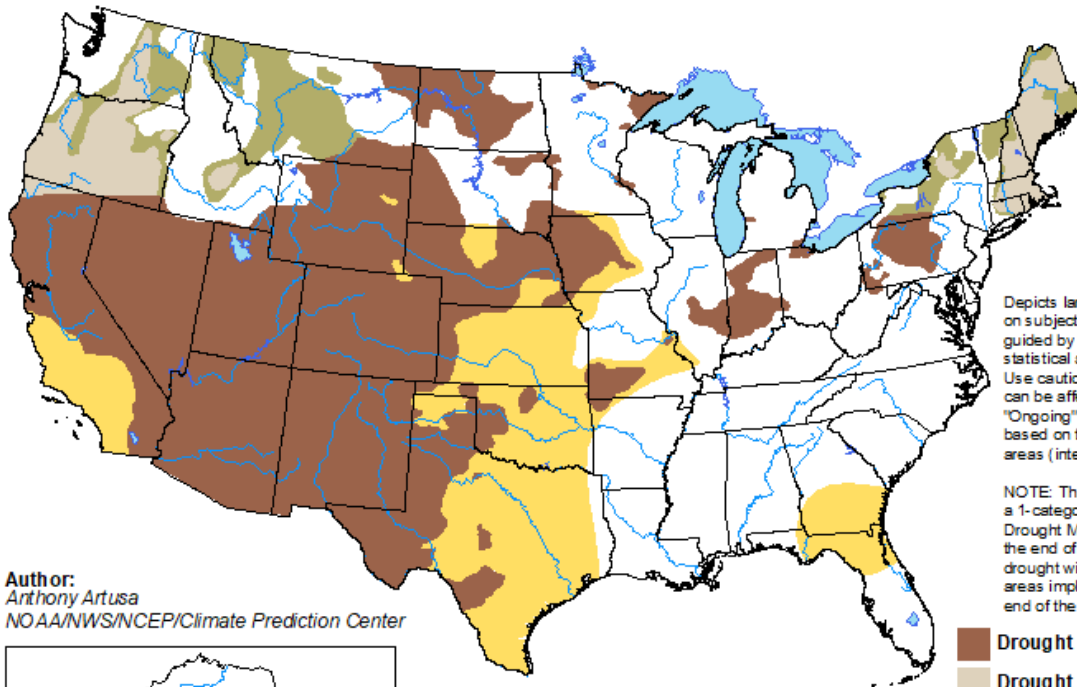 Depicts la
on subject
guided by
statistical a
Use cautio
can be affe
"Ongoing"
based on t
areas (inte
NOTE: Th
a 1-catego
Drought M
the end of
drought wi
areas impl
end of the
Author:
Anthony Artusa
NOAA/NWS/NCEP/Climate Prediction Center
Drought
Drought